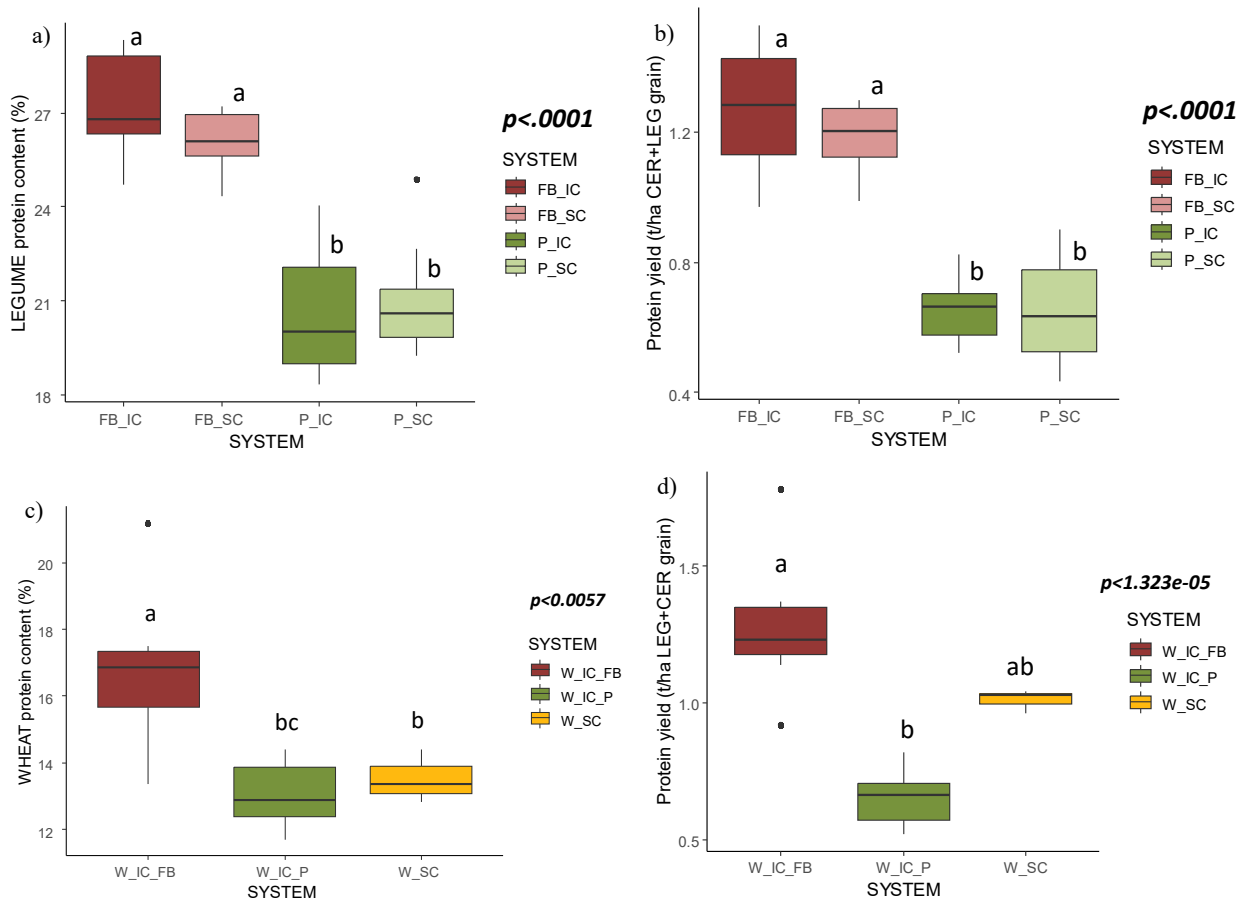 a)
LEGUME protein content (%)
27
24
21
18
a
a
b
b
FB_IC
FB_SC
P_IC
P_SC
SYSTEM
p<.0001
SYSTEM
FB_IC
FB_SC
P_IC
P_SC
b)
Protein yield (t/ha CER+LEG grain)
1.2
0.8
0.4
a
a
b
b
FB_IC
FB_SC
P_IC
P_SC
SYSTEM
p<.0001
SYSTEM
FB_IC
FB_SC
P_IC
P_SC
c)
WHEAT protein content (%)
20
18
16
14
12
a
bc
b
W_IC_FB
W_IC_P
W_SC
SYSTEM
p<0.0057
SYSTEM
W_IC_FB
W_IC_P
W_SC
d)
Protein yield (t/ha LEG+CER grain)
1.5
1.0
0.5
a
b
ab
W_IC_FB
W_IC_P
W_SC
SYSTEM
p<1.323e-05
SYSTEM
W_IC_FB
W_IC_P
W_SC